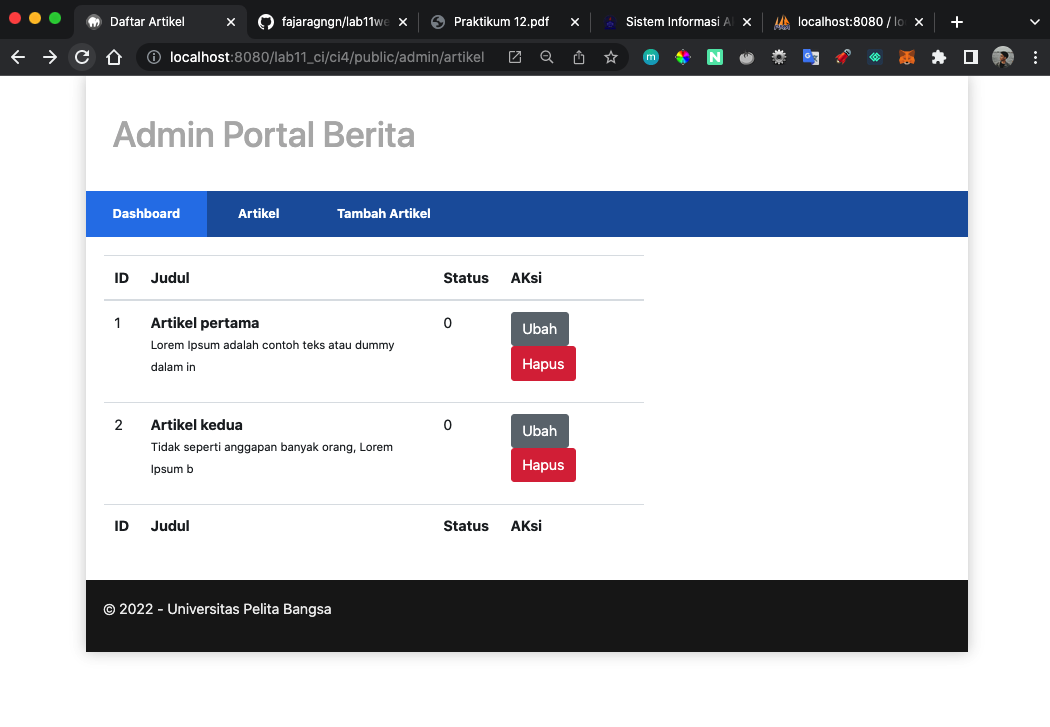 Daftar Artikel
fajaragngn/lab11we
Praktikum 12.pdf
Sistem Informasi A
localhost:8080 / lo
localhost:8080/lab11_ci/ci4/public/admin/artikel
Admin Portal Berita
Dashboard Artikel Tambah Artikel
ID Judul Status AKsi
1 Artikel pertama 0 Ubah
Lorem Ipsum adalah contoh teks atau dummy
dalam in
Hapus
2 Artikel kedua 0 Ubah
Tidak seperti anggapan banyak orang, Lorem
Ipsum b
Hapus
ID Judul Status AKsi
© 2022 - Universitas Pelita Bangsa